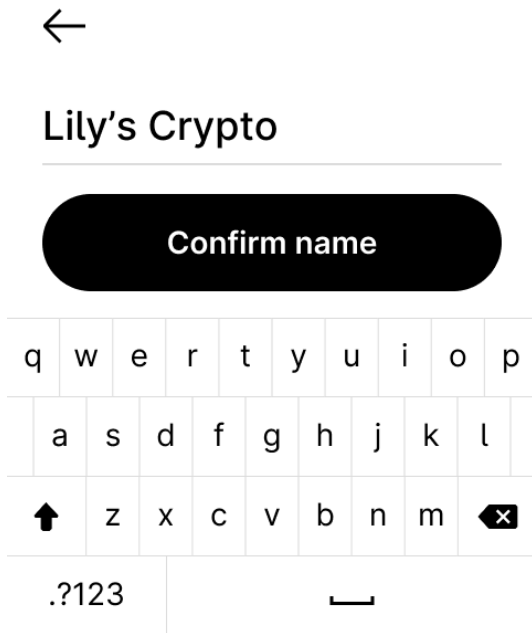 Lily’s Crypto
Confirm name
q w e r t y u i o p
a s d f g h j k l
z x c v b n m
.?123